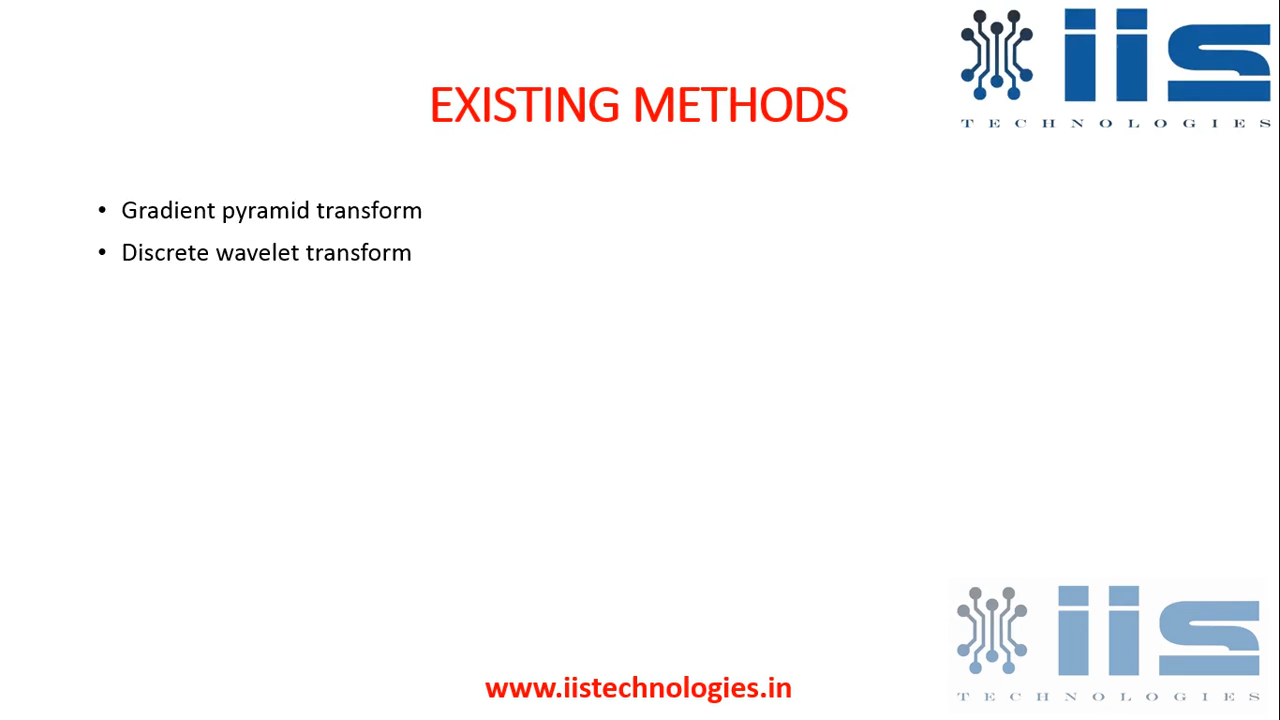 iis
TECHNOLOGIES
EXISTING METHODS
• Gradient pyramid transform
• Discrete wavelet transform
iis
TECHNOLOGIES
www.iistechnologies.in